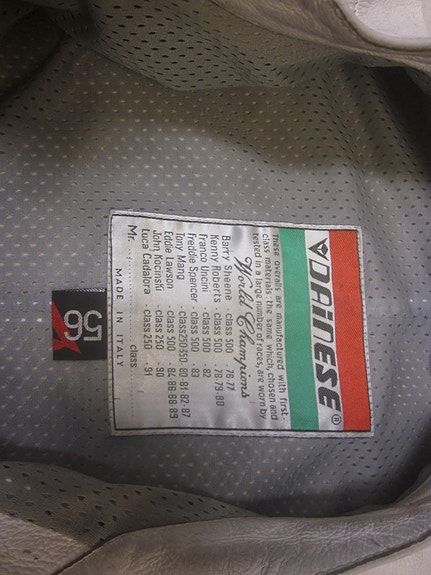 DAINESE®
These overalls are manufactured with first-
class materials: the same which, chosen and
tested in a large number of races, are worn by
World Champions
Barry Sheene - class 500 - 76-77
Kenny Roberts - class 500 - 78-79-80
Franco Uncini - class 500 - 82
Freddie Spencer - class 500 - 83
Tony Mang - class 250/350 - 80-81-82-87
Eddie Lawson - class 500 - 84-86-88-89
John Kocinski - class 250 - 90
Luca Cadalora - class 250 - 91
Mr. class
MADE IN ITALY
56